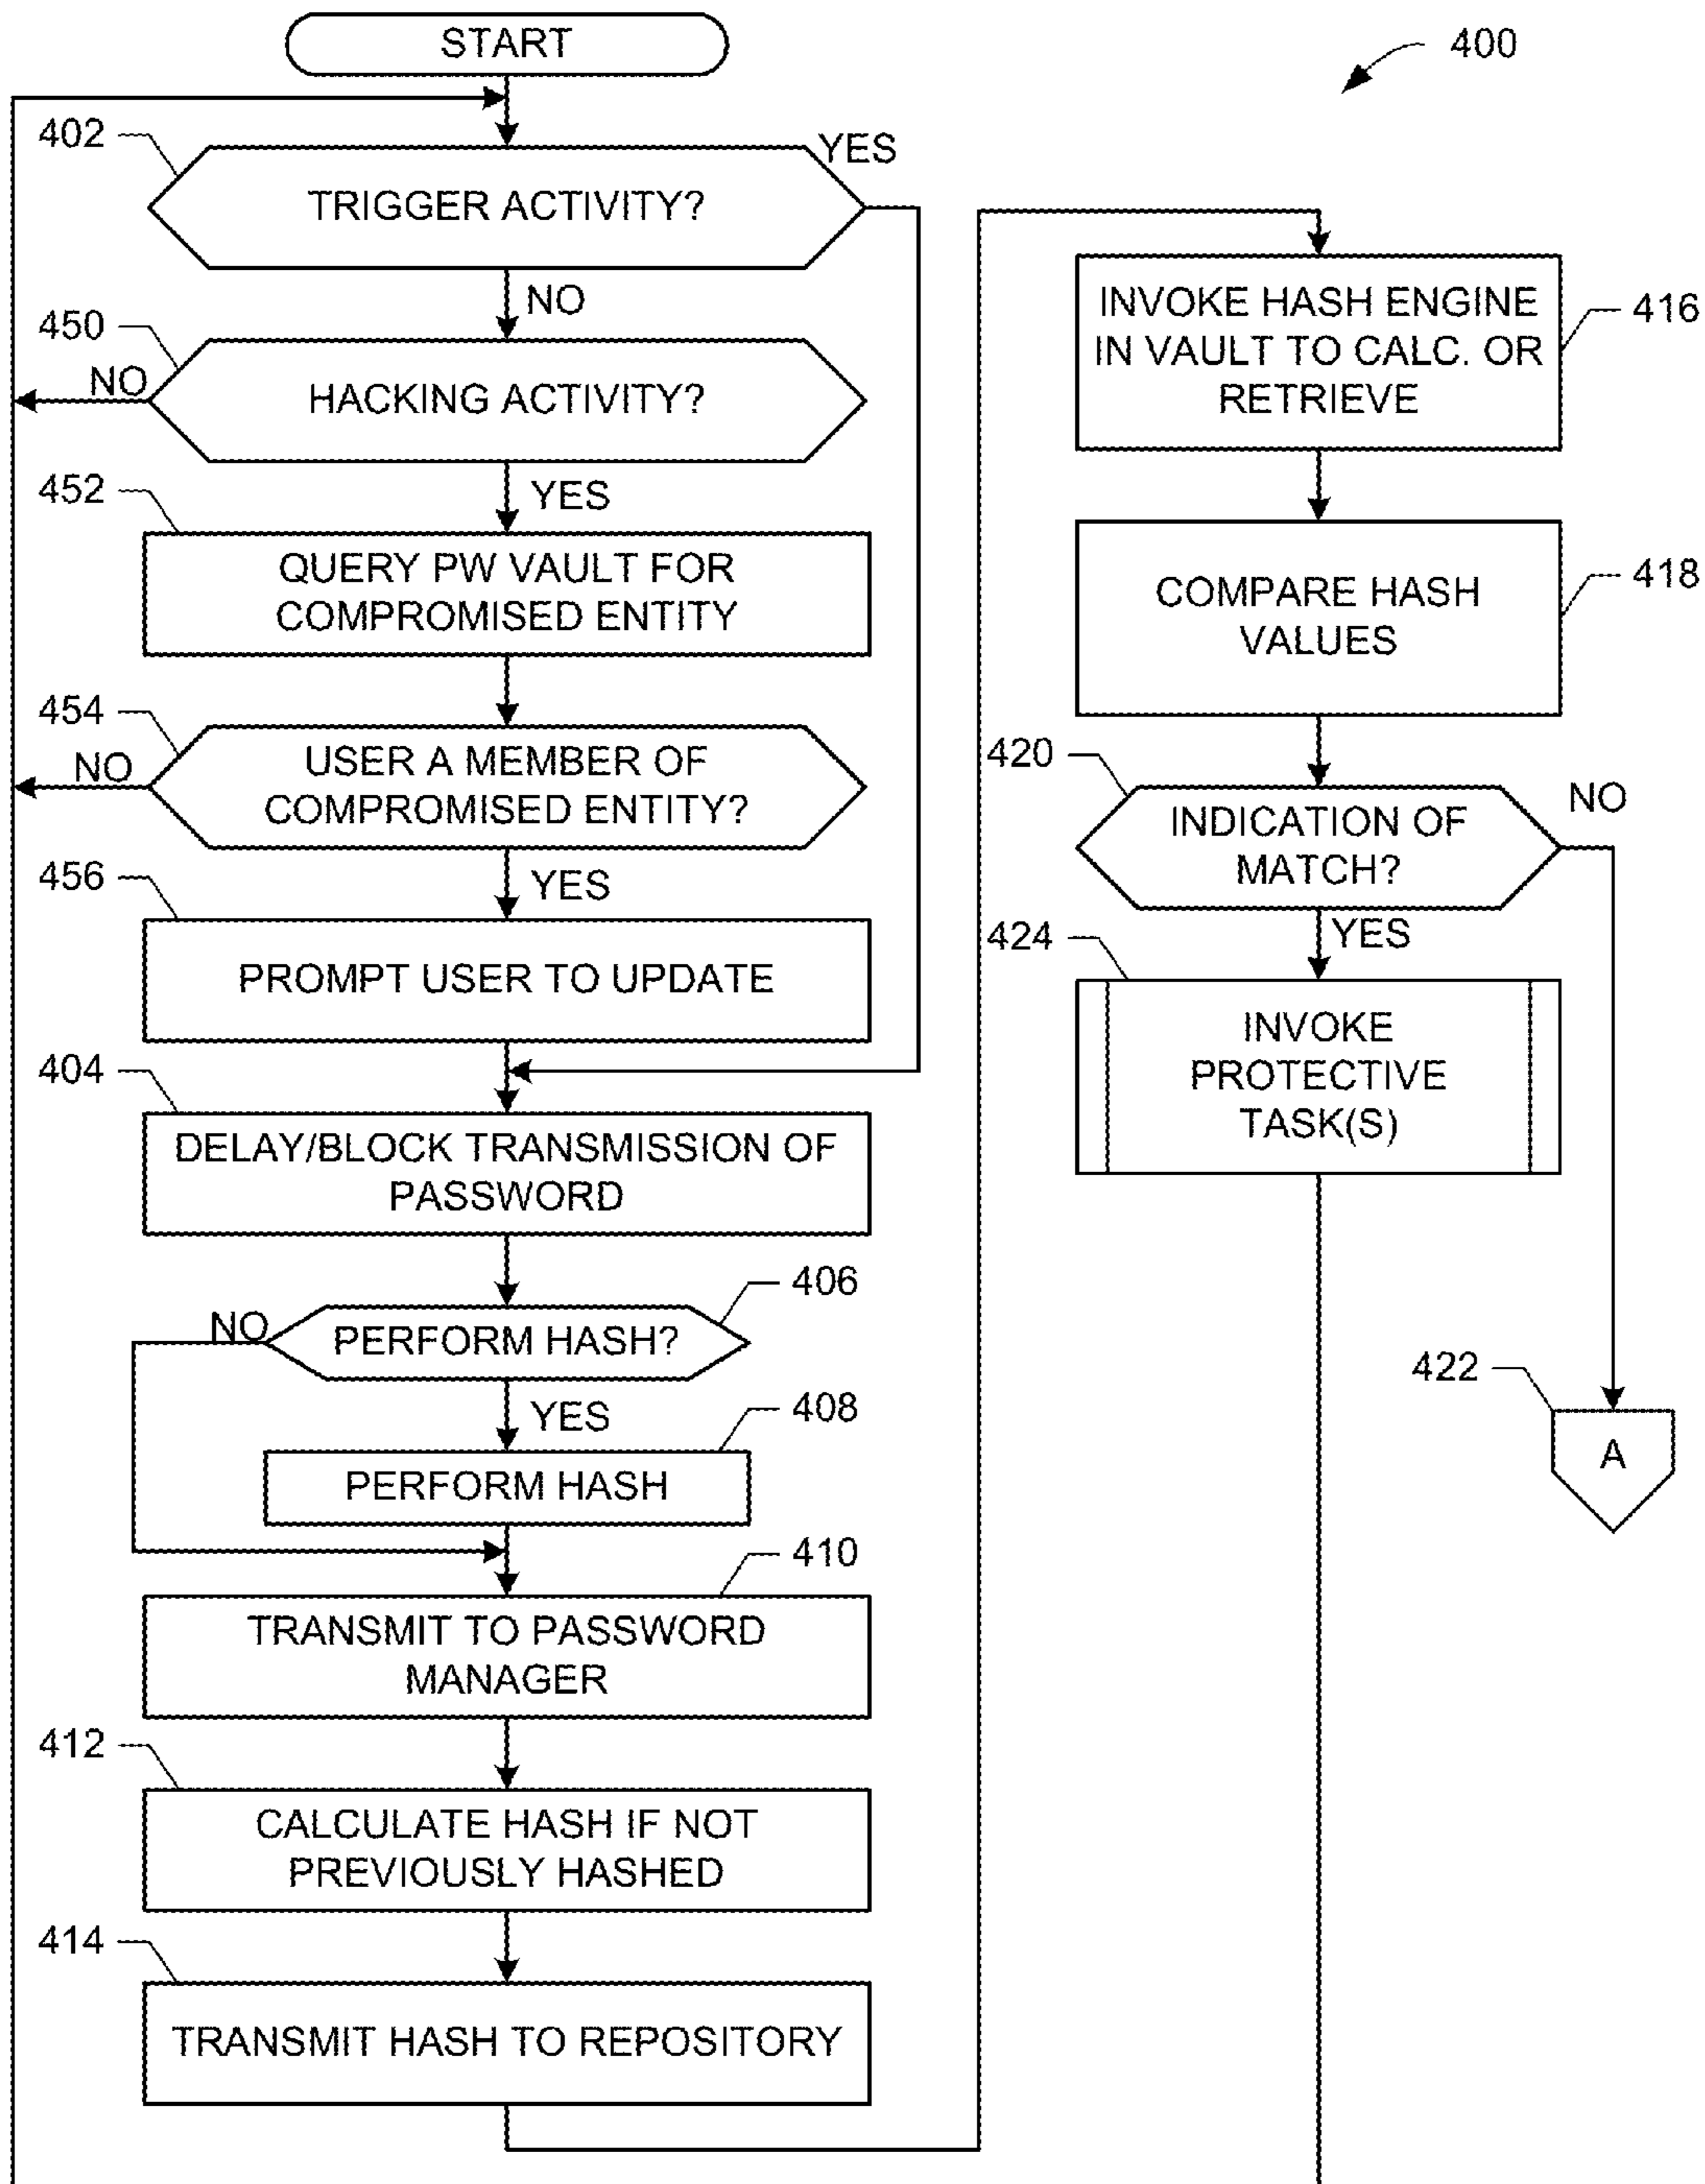 START
400
402
YES
TRIGGER ACTIVITY?
NO
450
NO
HACKING ACTIVITY?
YES
452
QUERY PW VAULT FOR
COMPROMISED ENTITY
454
NO
USER A MEMBER OF
COMPROMISED ENTITY?
YES
456
PROMPT USER TO UPDATE
404
DELAY/BLOCK TRANSMISSION OF
PASSWORD
406
NO
PERFORM HASH?
YES
408
PERFORM HASH
410
TRANSMIT TO PASSWORD
MANAGER
412
CALCULATE HASH IF NOT
PREVIOUSLY HASHED
414
TRANSMIT HASH TO REPOSITORY
INVOKE HASH ENGINE
IN VAULT TO CALC. OR
RETRIEVE
416
COMPARE HASH
VALUES
418
420
INDICATION OF
MATCH?
NO
YES
424
INVOKE
PROTECTIVE
TASK(S)
422
A